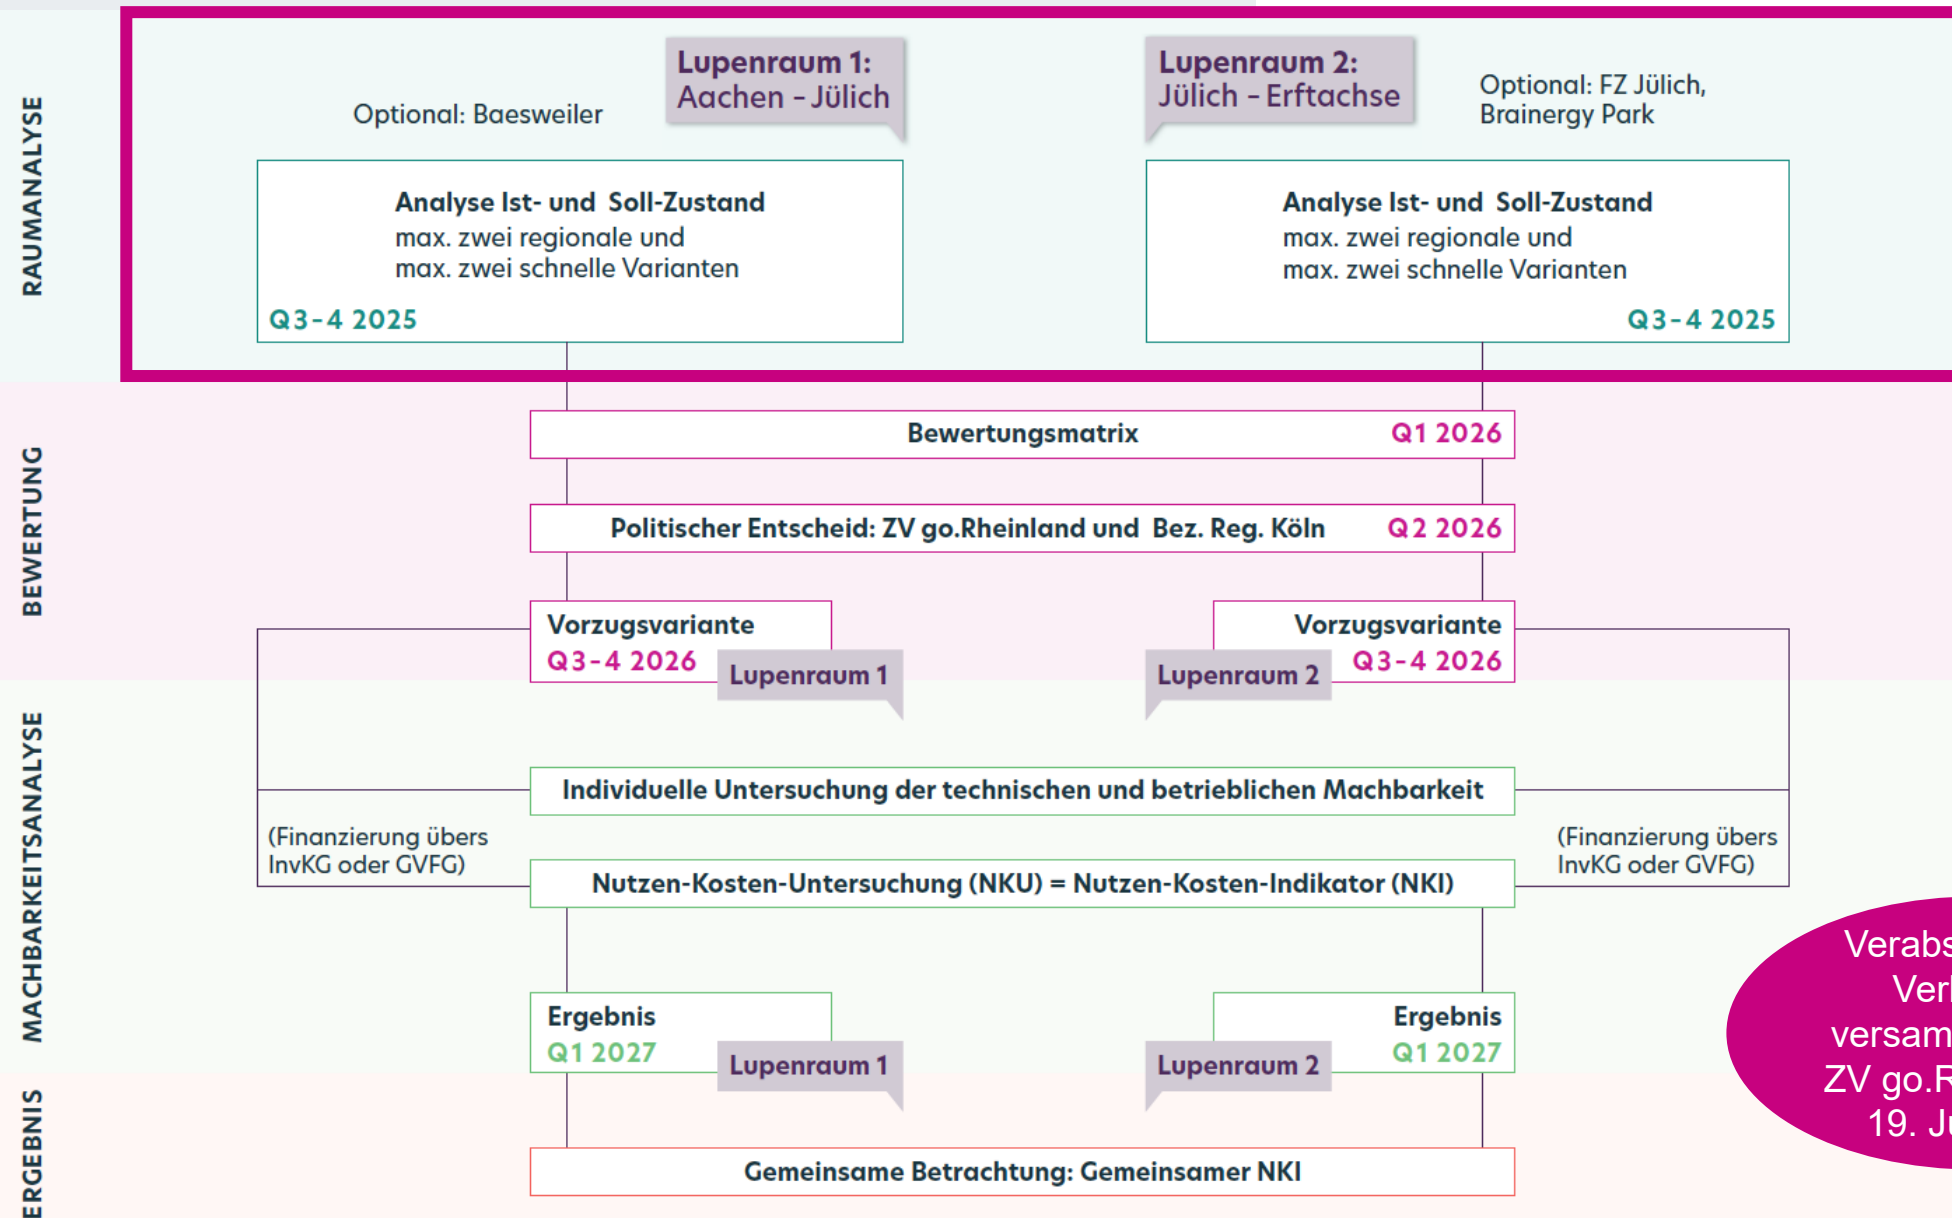 RAUMANALYSE
Optional: Baesweiler
Lupenraum 1:
Aachen – Jülich
Lupenraum 2:
Jülich – Erftachse
Optional: FZ Jülich,
Brainergy Park
Analyse Ist- und Soll-Zustand
max. zwei regionale und
max. zwei schnelle Varianten
Q3–4 2025
Analyse Ist- und Soll-Zustand
max. zwei regionale und
max. zwei schnelle Varianten
Q3–4 2025
BEWERTUNG
Bewertungsmatrix Q1 2026
Politischer Entscheid: ZV go.Rheinland und Bez. Reg. Köln Q2 2026
Vorzugsvariante
Q3–4 2026
Lupenraum 1
Vorzugsvariante
Q3–4 2026
Lupenraum 2
MACHBARKEITSANALYSE
Individuelle Untersuchung der technischen und betrieblichen Machbarkeit
(Finanzierung übers
InvKG oder GVFG)
(Finanzierung übers
InvKG oder GVFG)
Nutzen-Kosten-Untersuchung (NKU) = Nutzen-Kosten-Indikator (NKI)
Ergebnis
Q1 2027
Lupenraum 1
Ergebnis
Q1 2027
Lupenraum 2
ZV
19.
ERGEBNIS
Gemeinsame Betrachtung: Gemeinsamer NKI